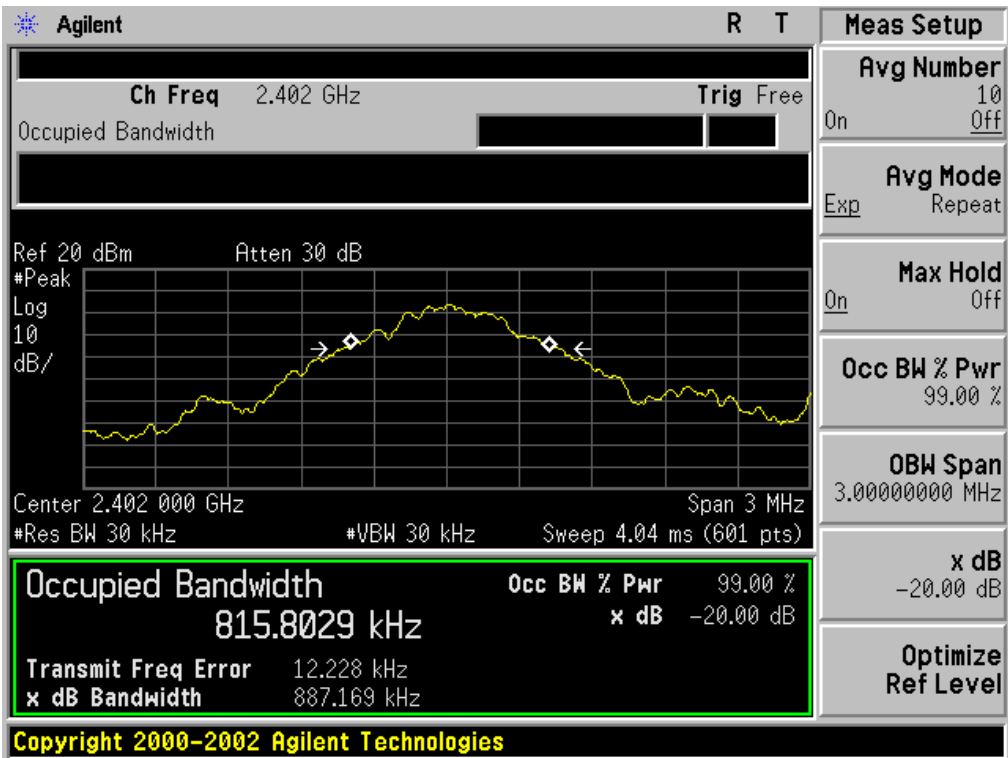 Agilent R T
Ch Freq 2.402 GHz Trig Free
Occupied Bandwidth
Ref 20 dBm Atten 30 dB
#Peak
Log
10
dB/
Center 2.402 000 GHz Span 3 MHz
#Res BW 30 kHz #VBW 30 kHz Sweep 4.04 ms (601 pts)
Occupied Bandwidth Occ BW % Pwr 99.00 %
815.8029 kHz x dB -20.00 dB
Transmit Freq Error 12.228 kHz
x dB Bandwidth 887.169 kHz
Copyright 2000-2002 Agilent Technologies
Meas Setup
Avg Number
10
On Off
Avg Mode
Exp Repeat
Max Hold
On Off
Occ BW % Pwr
99.00 %
OBW Span
3.00000000 MHz
x dB
-20.00 dB
Optimize
Ref Level